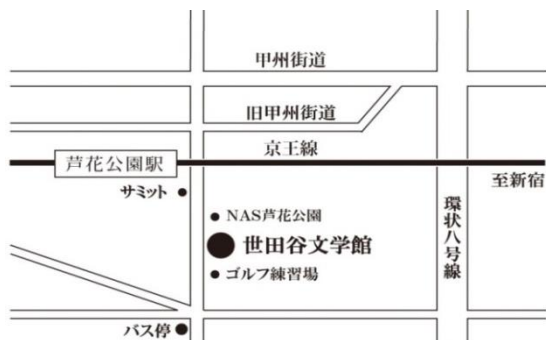 甲州街道
旧甲州街道
京王線
芦花公園駅
至新宿
サミット
環状八号線
NAS芦花公園
世田谷文学館
ゴルフ練習場
バス停